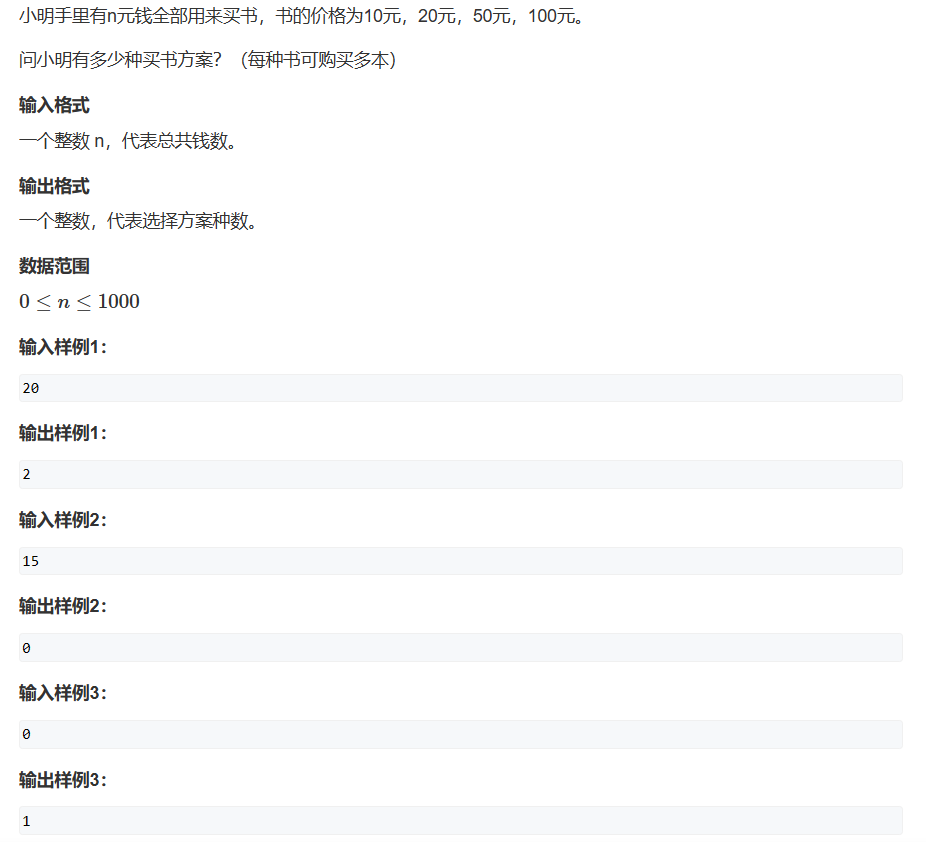 小明手里有n元钱全部用来买书，书的价格为10元，20元，50元，100元。
问小明有多少种买书方案？（每种书可购买多本）
输入格式
一个整数 n，代表总共钱数。
输出格式
一个整数，代表选择方案种数。
数据范围
0 ≤ n ≤ 1000
输入样例1：
20
输出样例1：
2
输入样例2：
15
输出样例2：
0
输入样例3：
0
输出样例3：
1